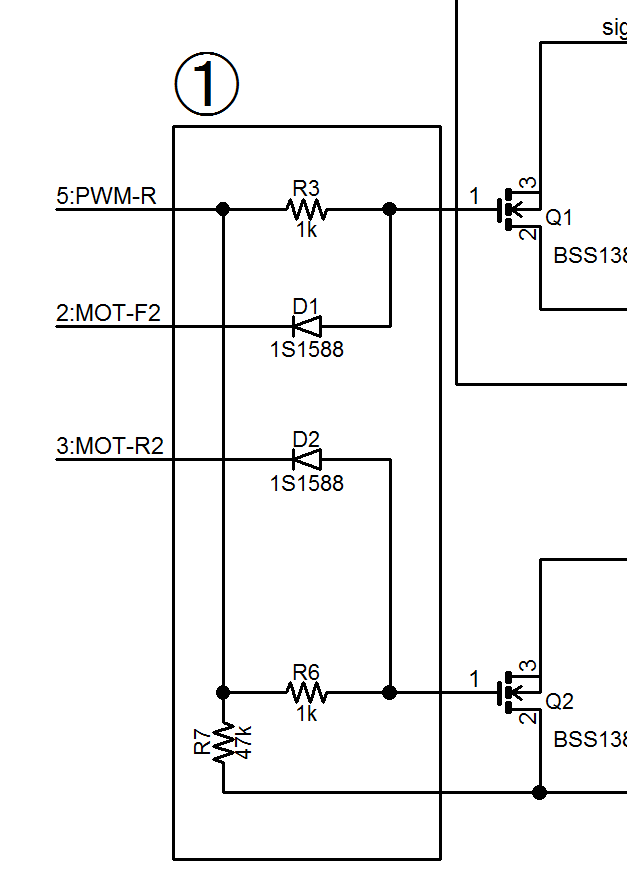 sig
①
5:PWM-R
R3
1k
1
3
2
Q1
BSS138
2:MOT-F2
D1
1S1588
3:MOT-R2
D2
1S1588
R6
1k
1
3
2
Q2
BSS138
R7
47k